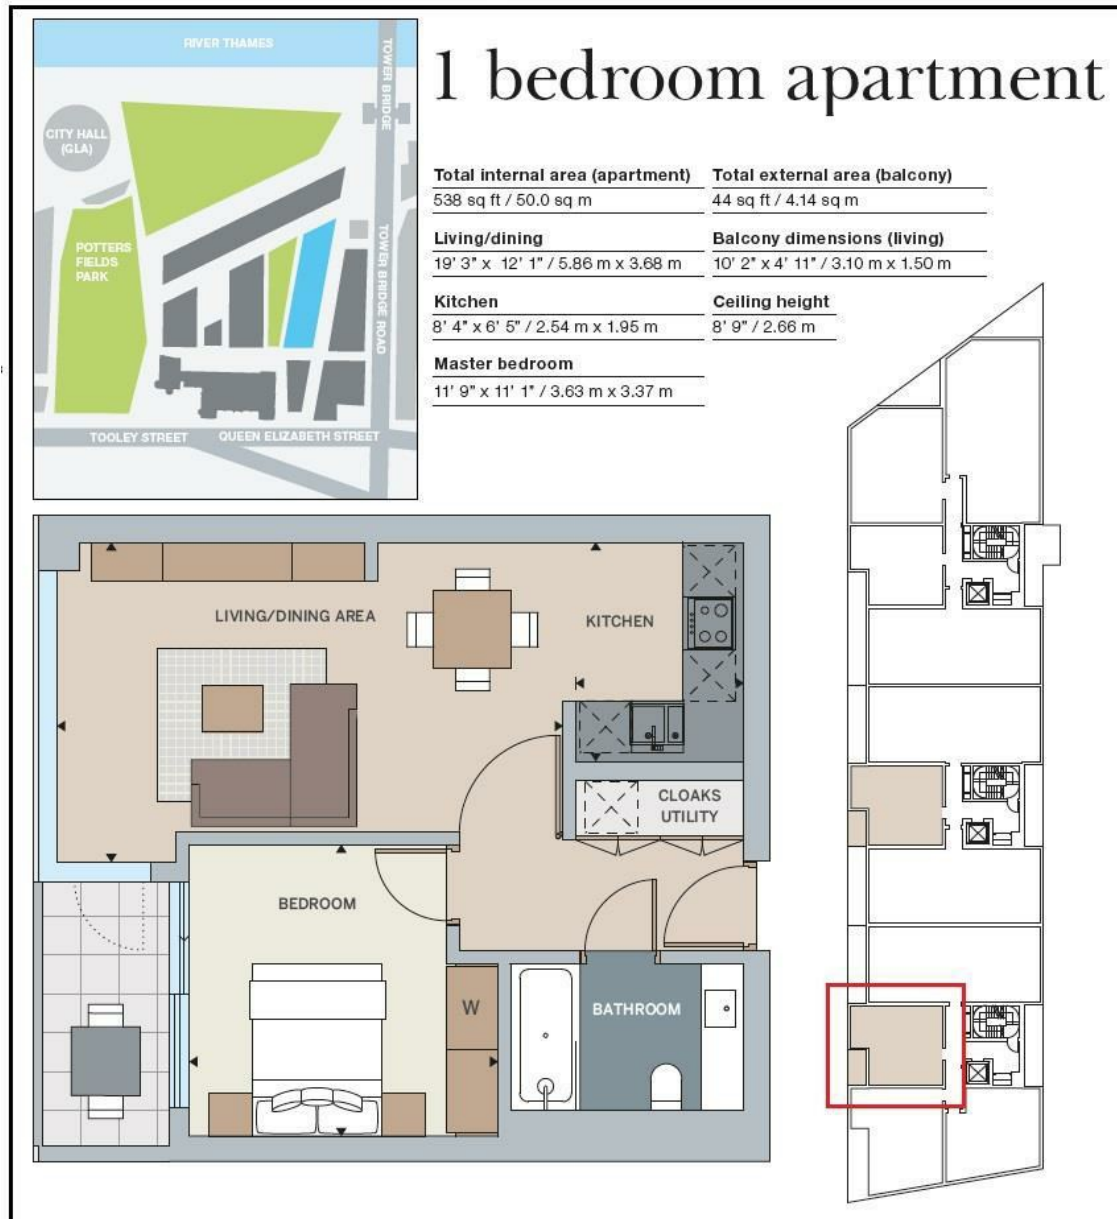 RIVER THAMES
TOWER BRIDGE
CITY HALL
(GLA)
POTTERS
FIELDS
PARK
TOWER BRIDGE ROAD
TOOLEY STREET
QUEEN ELIZABETH STREET
1 bedroom apartment
Total internal area (apartment)
538 sq ft / 50.0 sq m
Total external area (balcony)
44 sq ft / 4.14 sq m
Living/dining
19' 3" x 12' 1" / 5.86 m x 3.68 m
Balcony dimensions (living)
10' 2" x 4' 11" / 3.10 m x 1.50 m
Kitchen
8' 4" x 6' 5" / 2.54 m x 1.95 m
Ceiling height
8' 9" / 2.66 m
Master bedroom
11' 9" x 11' 1" / 3.63 m x 3.37 m
LIVING/DINING AREA
KITCHEN
CLOAKS
UTILITY
BEDROOM
W
BATHROOM